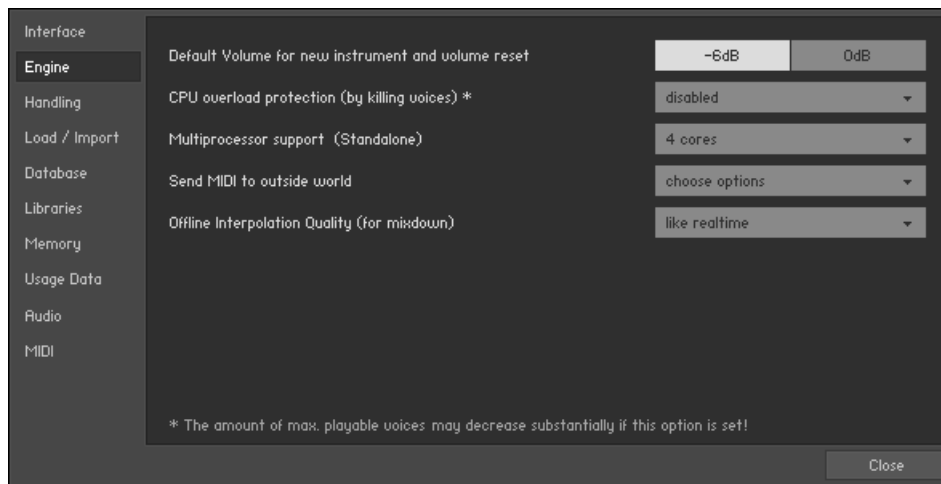 Interface
Engine
Handling
Load / Import
Database
Libraries
Memory
Usage Data
Audio
MIDI
Default Volume for new instrument and volume reset
-6dB
0dB
CPU overload protection (by killing voices) *
disabled
Multiprocessor support (Standalone)
4 cores
Send MIDI to outside world
choose options
Offline Interpolation Quality (for mixdown)
like realtime
* The amount of max. playable voices may decrease substantially if this option is set!
Close